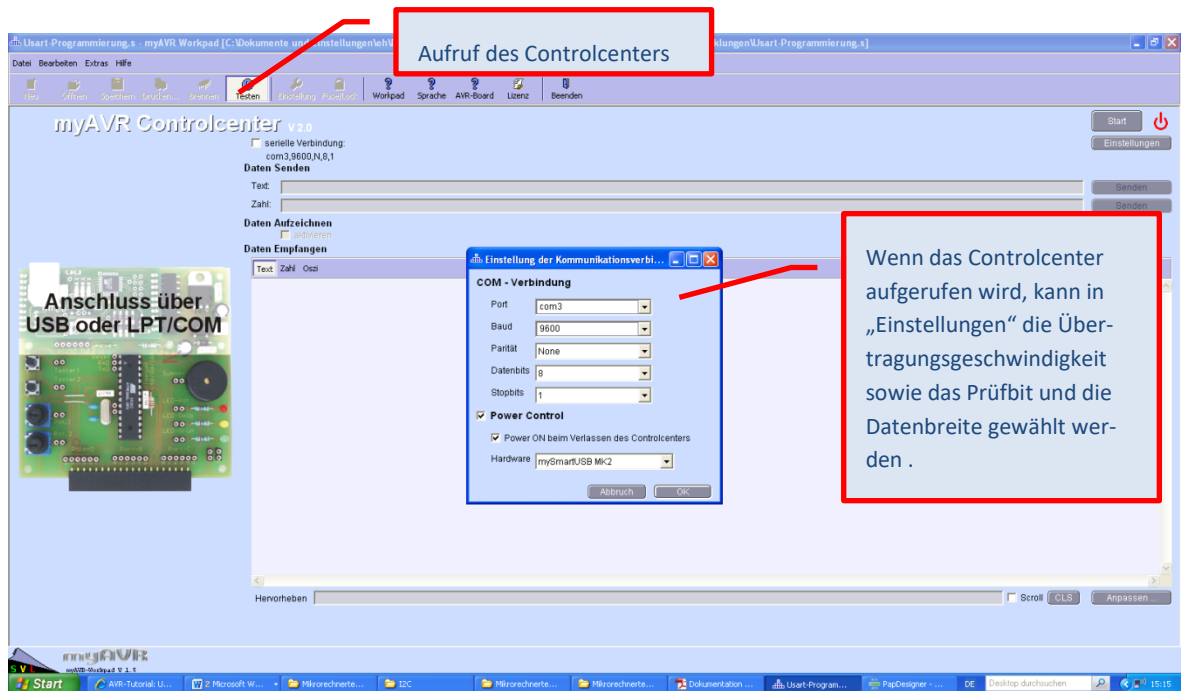 Usart-Programmierung.s - myAVR Workpad [C:\Dokumente und Einstellungen\eh\ klungen\Usart-Programmierung.s]
Aufruf des Controlcenters
Datei Bearbeiten Extras Hilfe
Neu Öffnen Speichern Drucken... Brennen Testen Einstellung Fuse/Lock Workpad Sprache AVR-Board Lizenz Beenden
myAVR Controlcenter V 2.0
Start
serielle Verbindung:
Einstellungen
com3,9600,N,8,1
Daten Senden
Text: Senden
Zahl: Senden
Daten Aufzeichnen
aktivieren
Daten Empfangen
Text Zahl Oszi
Anschluss über
USB oder LPT/COM
Einstellung der Kommunikationsverbi...
COM - Verbindung
Port com3
Baud 9600
Parität None
Datenbits 8
Stopbits 1
Power Control
Power ON beim Verlassen des Controlcenters
Hardware mySmartUSB MK2
Abbruch OK
Wenn das Controlcenter
aufgerufen wird, kann in
„Einstellungen“ die Über-
tragungsgeschwindigkeit
sowie das Prüfbit und die
Datenbreite gewählt wer-
den .
Hervorheben Scroll CLS Anpassen ...
myAVR
SVL myAVR-Workpad V 1.5
Start AVR-Tutorial: U... 2 Microsoft W... Mikrorechnerte... I2C Mikrorechnerte... Mikrorechnerte... Dokumentation ... Usart-Program... PapDesigner - ... DE Desktop durchsuchen 15:15